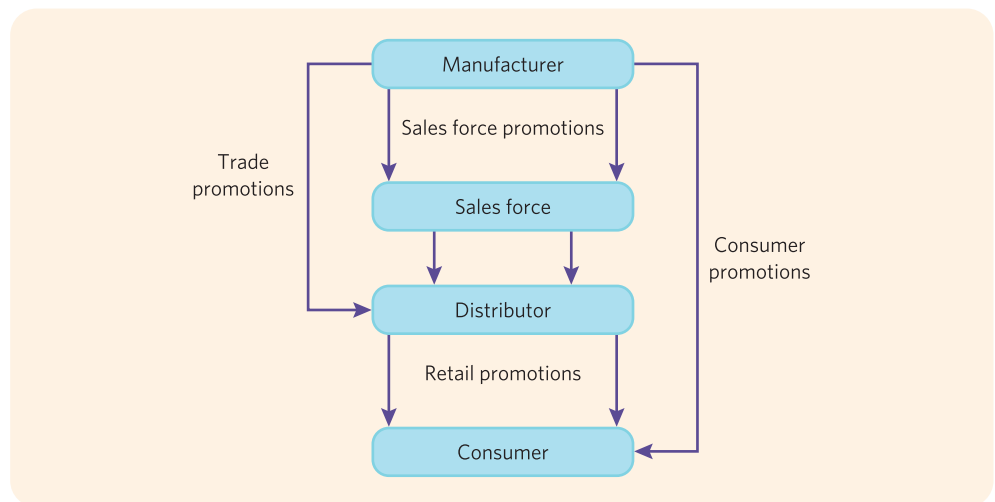 Manufacturer
Sales force promotions
Trade
promotions
Sales force
Consumer
promotions
Distributor
Retail promotions
Consumer